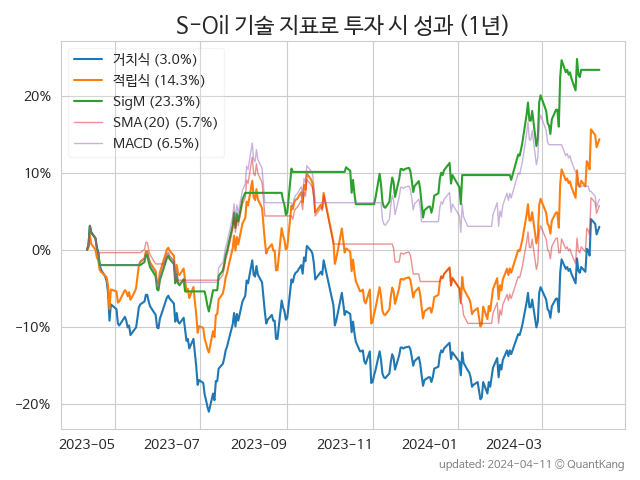 S-Oil 기술 지표로 투자 시 성과 (1년)
거치식 (3.0%)
적립식 (14.3%)
SigM (23.3%)
SMA(20) (5.7%)
MACD (6.5%)
20%
10%
0%
−10%
−20%
2023-05 2023-07 2023-09 2023-11 2024-01 2024-03
updated: 2024-04-11 © QuantKang